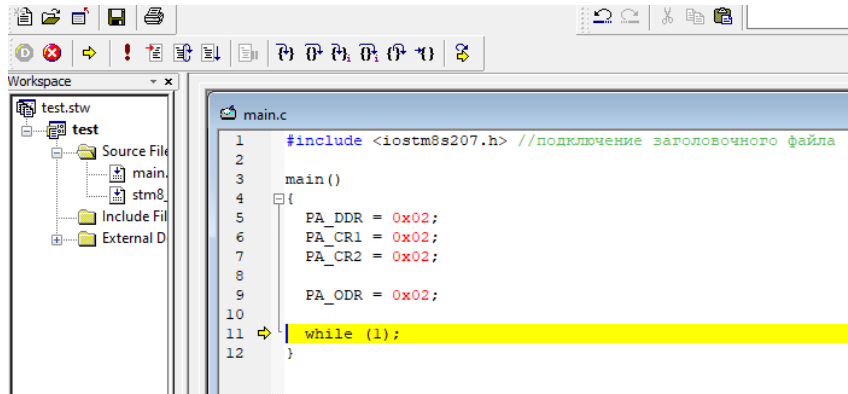 Workspace
test.stw
test
Source File
main.
stm8_
Include Fil
External D
main.c
1 #include <iostm8s207.h> //подключение заголовочного файла
2
3 main()
4 {
5 PA_DDR = 0x02;
6 PA_CR1 = 0x02;
7 PA_CR2 = 0x02;
8
9 PA_ODR = 0x02;
10
11 while (1);
12 }